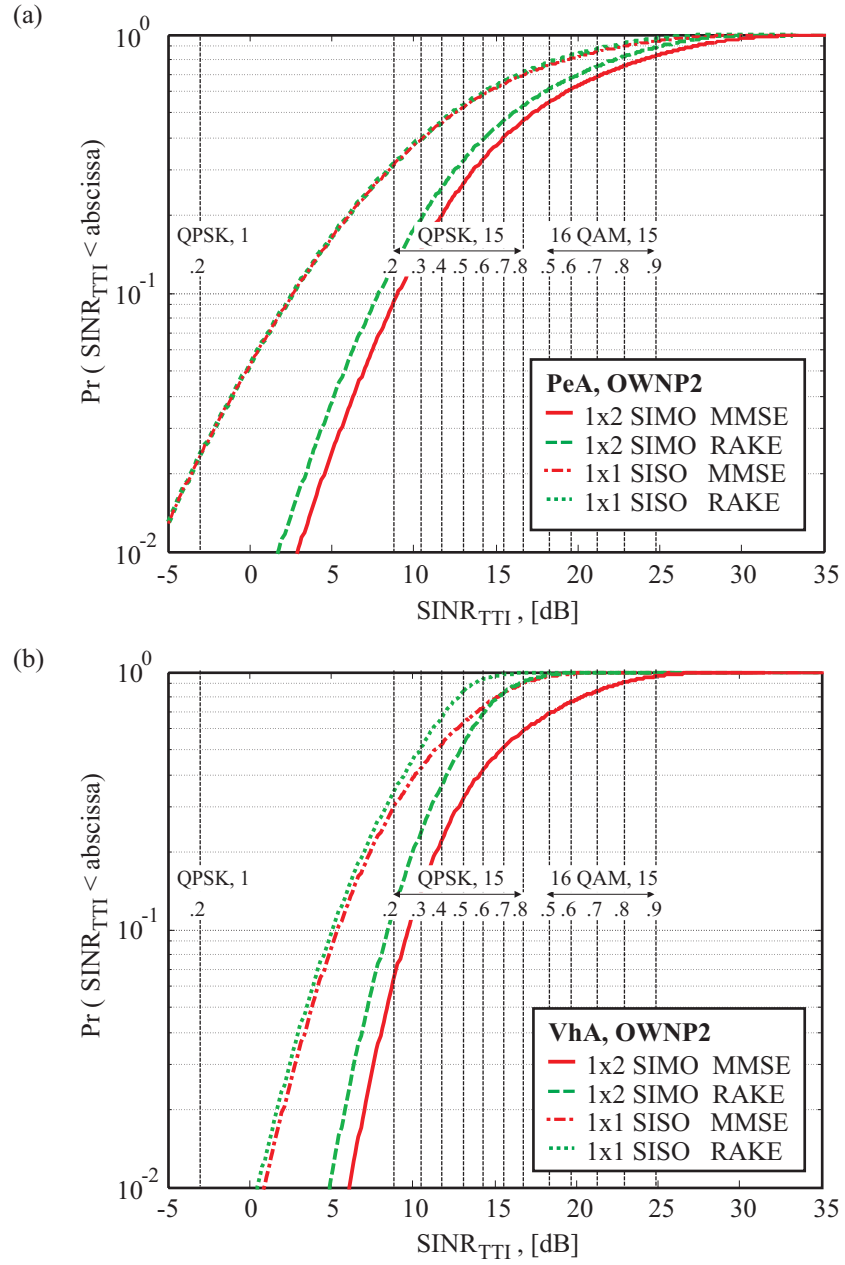 (a)
10^0
Pr ( SINR_TTI < abscissa)
QPSK, 1
QPSK, 15
16 QAM, 15
.2
.2 .3 .4 .5 .6 .7 .8 .5 .6 .7 .8 .9
10^-1
PeA, OWNP2
1x2 SIMO MMSE
1x2 SIMO RAKE
1x1 SISO MMSE
1x1 SISO RAKE
10^-2
-5 0 5 10 15 20 25 30 35
SINR_TTI , [dB]
(b)
10^0
Pr ( SINR_TTI < abscissa)
QPSK, 1
QPSK, 15
16 QAM, 15
.2
.2 .3 .4 .5 .6 .7 .8 .5 .6 .7 .8 .9
10^-1
VhA, OWNP2
1x2 SIMO MMSE
1x2 SIMO RAKE
1x1 SISO MMSE
1x1 SISO RAKE
10^-2
-5 0 5 10 15 20 25 30 35
SINR_TTI , [dB]